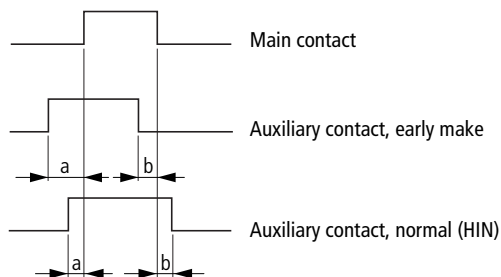 Main contact
Auxiliary contact, early make
a b
Auxiliary contact, normal (HIN)
a b